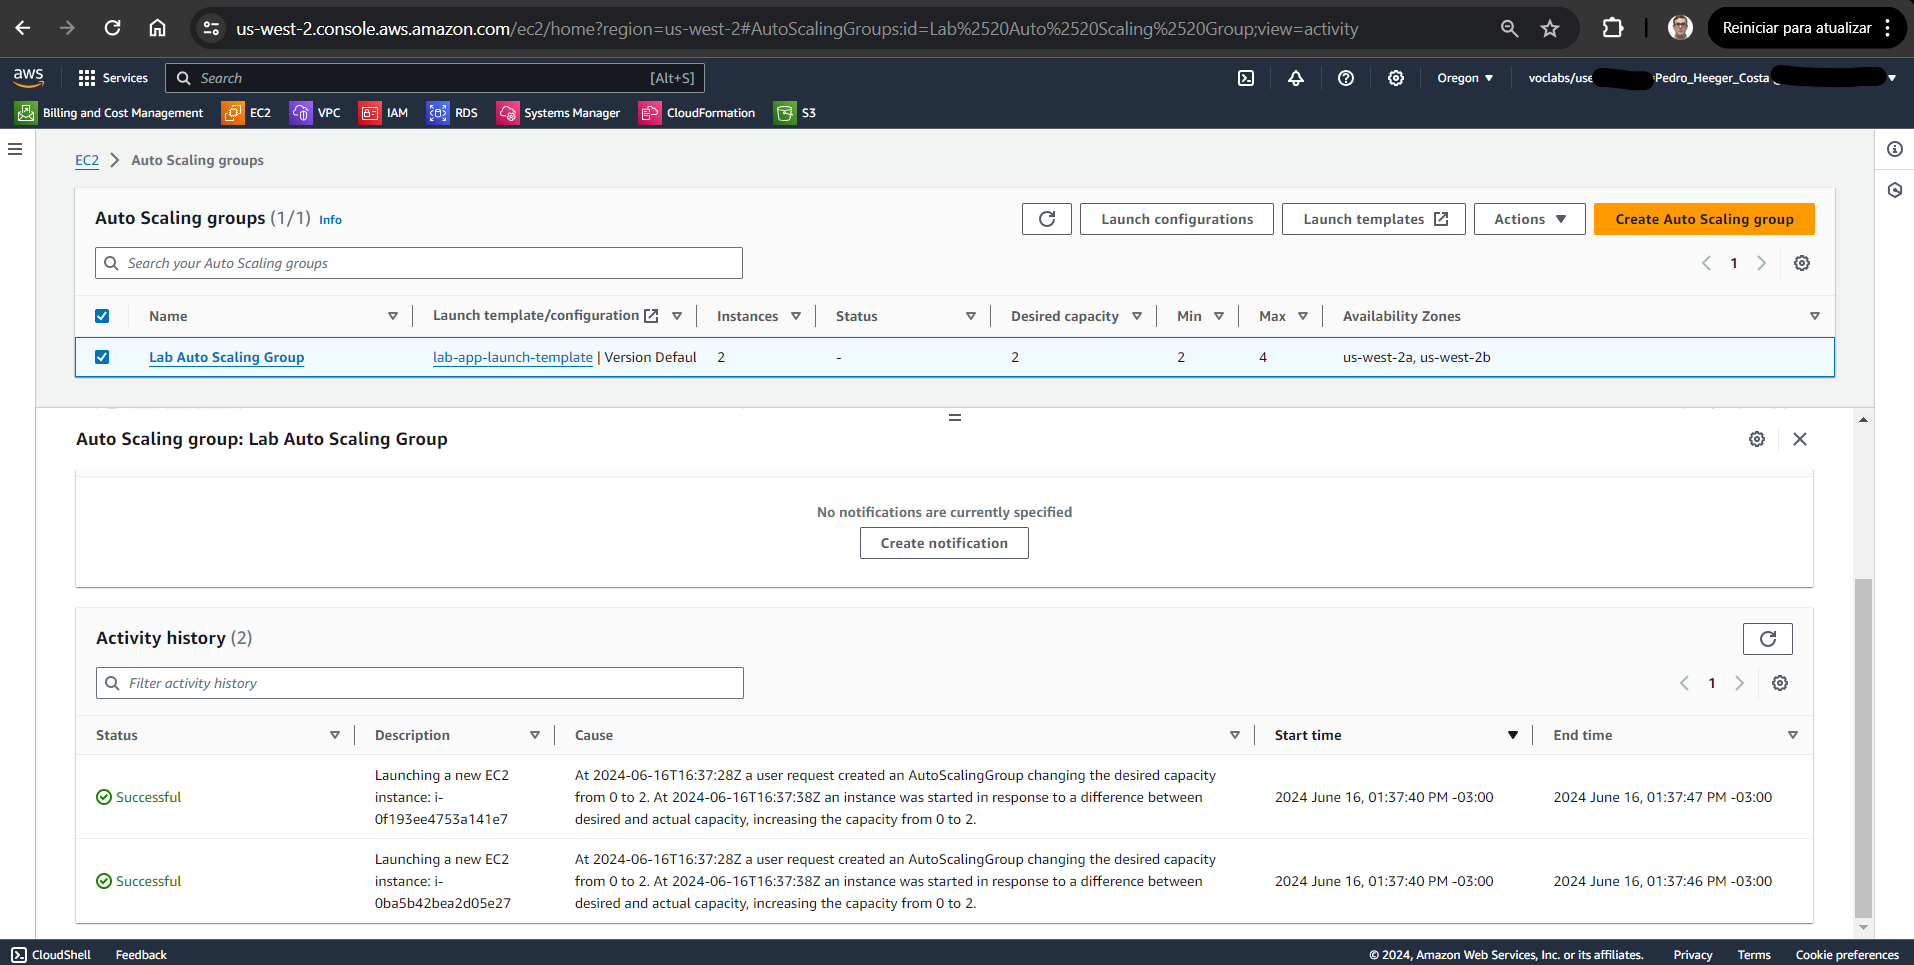 us-west-2.console.aws.amazon.com/ec2/home?region=us-west-2#AutoScalingGroups:id=Lab%2520Auto%2520Scaling%2520Group;view=activity
Reiniciar para atualizar
aws
Services
Search
[Alt+S]
Oregon
voclabs/use
Pedro_Heeger_Costa
Billing and Cost Management
EC2
VPC
IAM
RDS
Systems Manager
CloudFormation
S3
EC2
Auto Scaling groups
Auto Scaling groups (1/1) Info
Launch configurations
Launch templates
Actions
Create Auto Scaling group
Search your Auto Scaling groups
1
Name
Launch template/configuration
Instances
Status
Desired capacity
Min
Max
Availability Zones
Lab Auto Scaling Group
lab-app-launch-template | Version Defaul
2
-
2
2
4
us-west-2a, us-west-2b
Auto Scaling group: Lab Auto Scaling Group
No notifications are currently specified
Create notification
Activity history (2)
Filter activity history
1
Status
Description
Cause
Start time
End time
Successful
Launching a new EC2
instance: i-
0f193ee4753a141e7
At 2024-06-16T16:37:28Z a user request created an AutoScalingGroup changing the desired capacity
from 0 to 2. At 2024-06-16T16:37:38Z an instance was started in response to a difference between
desired and actual capacity, increasing the capacity from 0 to 2.
2024 June 16, 01:37:40 PM -03:00
2024 June 16, 01:37:47 PM -03:00
Successful
Launching a new EC2
instance: i-
0ba5b42bea2d05e27
At 2024-06-16T16:37:28Z a user request created an AutoScalingGroup changing the desired capacity
from 0 to 2. At 2024-06-16T16:37:38Z an instance was started in response to a difference between
desired and actual capacity, increasing the capacity from 0 to 2.
2024 June 16, 01:37:40 PM -03:00
2024 June 16, 01:37:46 PM -03:00
CloudShell
Feedback
© 2024, Amazon Web Services, Inc. or its affiliates.
Privacy
Terms
Cookie preferences